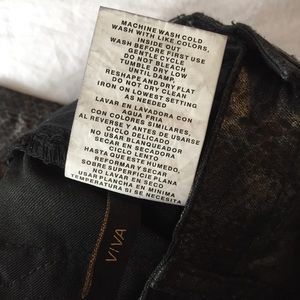 MACHINE WASH COLD
WASH WITH LIKE COLORS,
INSIDE OUT
WASH BEFORE FIRST USE
GENTLE CYCLE
DO NOT BLEACH
TUMBLE DRY LOW
UNTIL DAMP.
RESHAPE AND DRY FLAT
DO NOT DRY CLEAN
IRON ON LOWEST SETTING
AS NEEDED
LAVAR EN LAVADORA CON
AGUA FRIA
CON COLORES SIMILARES,
AL REVERSE Y ANTES DE USARSE
CICLO DELICADO
NO USAR BLANQUEADOR
SECAR EN SECADORA
CICLO LENTO
HASTA QUE ESTE HUMEDO,
REFORMAR Y SECAR
SOBRE SUPERFICIE PLANA
NO LAVAR EN SECO
USAR PLANCHA EN MINIMA
TEMPERATURA SI SE NECESITA
VIVA